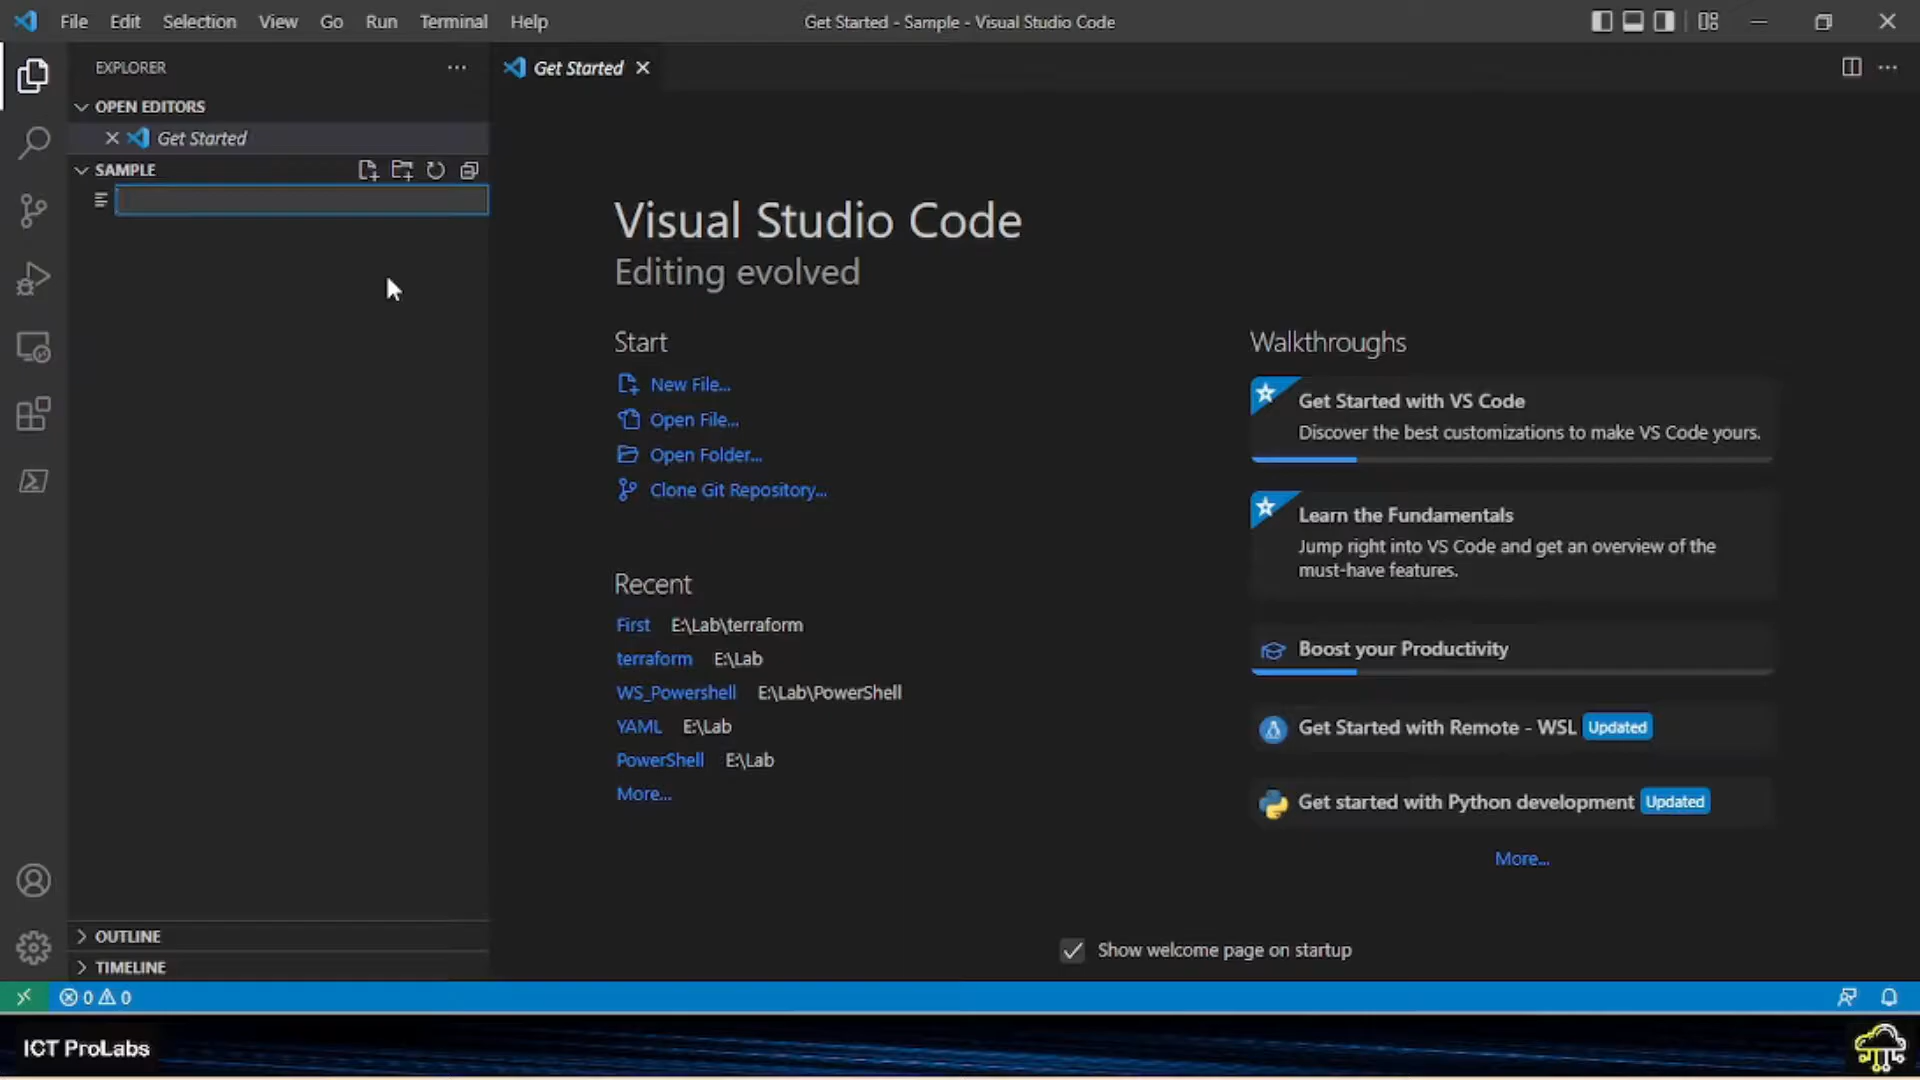 File Edit Selection View Go Run Terminal Help
Get Started - Sample - Visual Studio Code
EXPLORER
Get Started
OPEN EDITORS
Get Started
SAMPLE
Visual Studio Code
Editing evolved
Start
New File...
Open File...
Open Folder...
Clone Git Repository...
Recent
First E:\Lab\terraform
terraform E:\Lab
WS_Powershell E:\Lab\PowerShell
YAML E:\Lab
PowerShell E:\Lab
More...
Walkthroughs
Get Started with VS Code
Discover the best customizations to make VS Code yours.
Learn the Fundamentals
Jump right into VS Code and get an overview of the
must-have features.
Boost your Productivity
Get Started with Remote - WSL Updated
Get started with Python development Updated
More...
Show welcome page on startup
OUTLINE
TIMELINE
0 0
ICT ProLabs